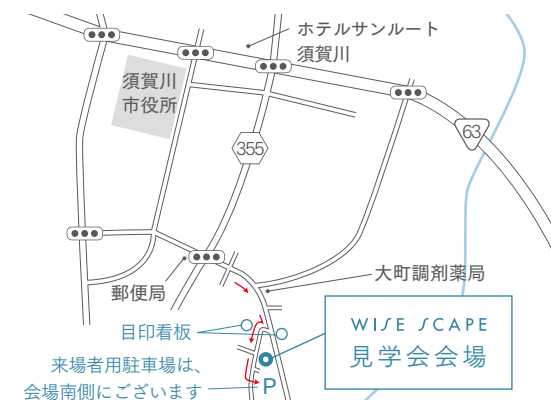 ホテルサンルート
須賀川
須賀川
市役所
63
355
大町調剤薬局
郵便局
目印看板
WISE SCAPE
見学会会場
来場者用駐車場は、
会場南側にございます
P